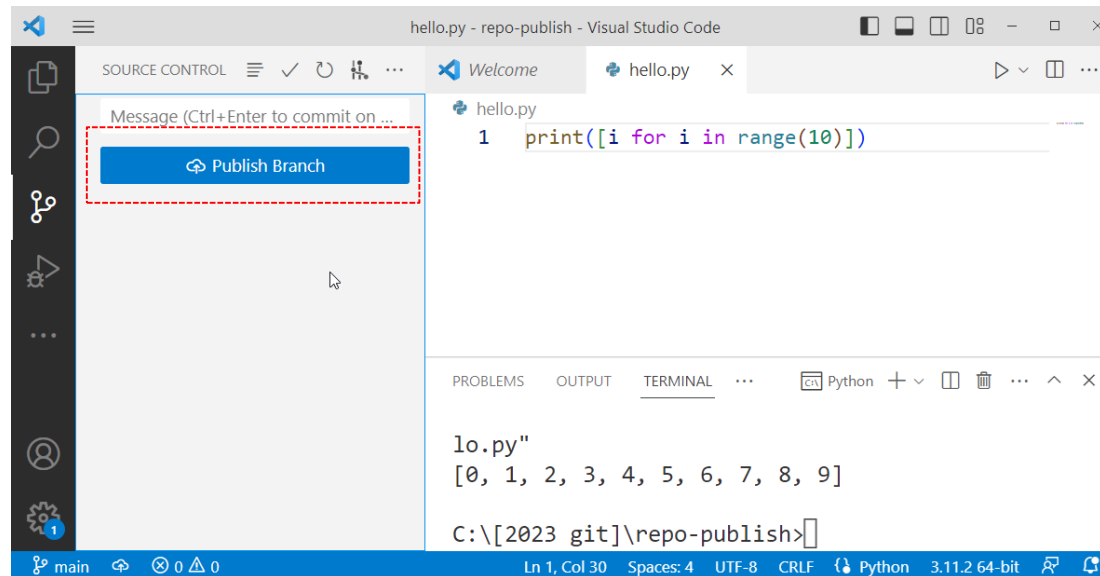 hello.py - repo-publish - Visual Studio Code
SOURCE CONTROL
Message (Ctrl+Enter to commit on ...
Publish Branch
Welcome
hello.py
hello.py
1 print([i for i in range(10)])
PROBLEMS OUTPUT TERMINAL
Python
lo.py"
[0, 1, 2, 3, 4, 5, 6, 7, 8, 9]
C:\[2023 git]\repo-publish>
1
main 0 0 Ln 1, Col 30 Spaces: 4 UTF-8 CRLF Python 3.11.2 64-bit